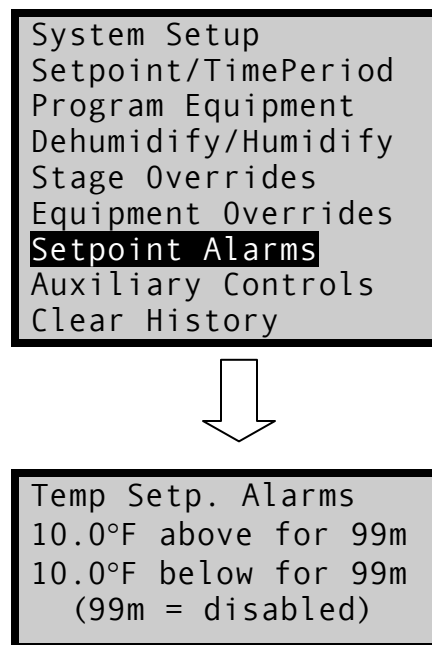 System Setup
Setpoint/TimePeriod
Program Equipment
Dehumidify/Humidify
Stage Overrides
Equipment Overrides
Setpoint Alarms
Auxiliary Controls
Clear History
Temp Setp. Alarms
10.0°F above for 99m
10.0°F below for 99m
(99m = disabled)